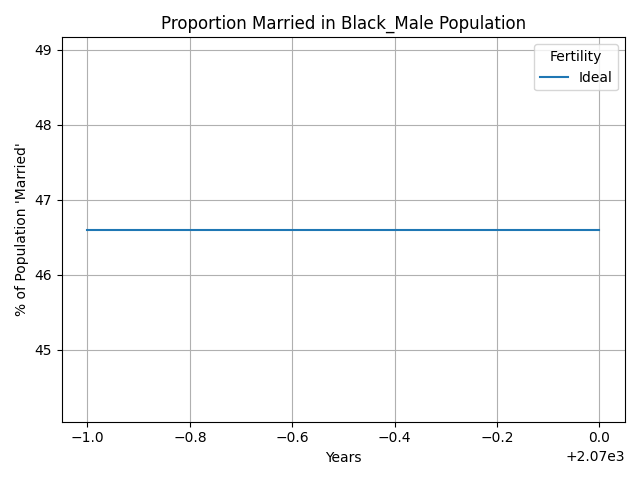 Proportion Married in Black_Male Population
49
48
47
46
45
% of Population 'Married'
Fertility
Ideal
−1.0 −0.8 −0.6 −0.4 −0.2 0.0
Years
+2.07e3